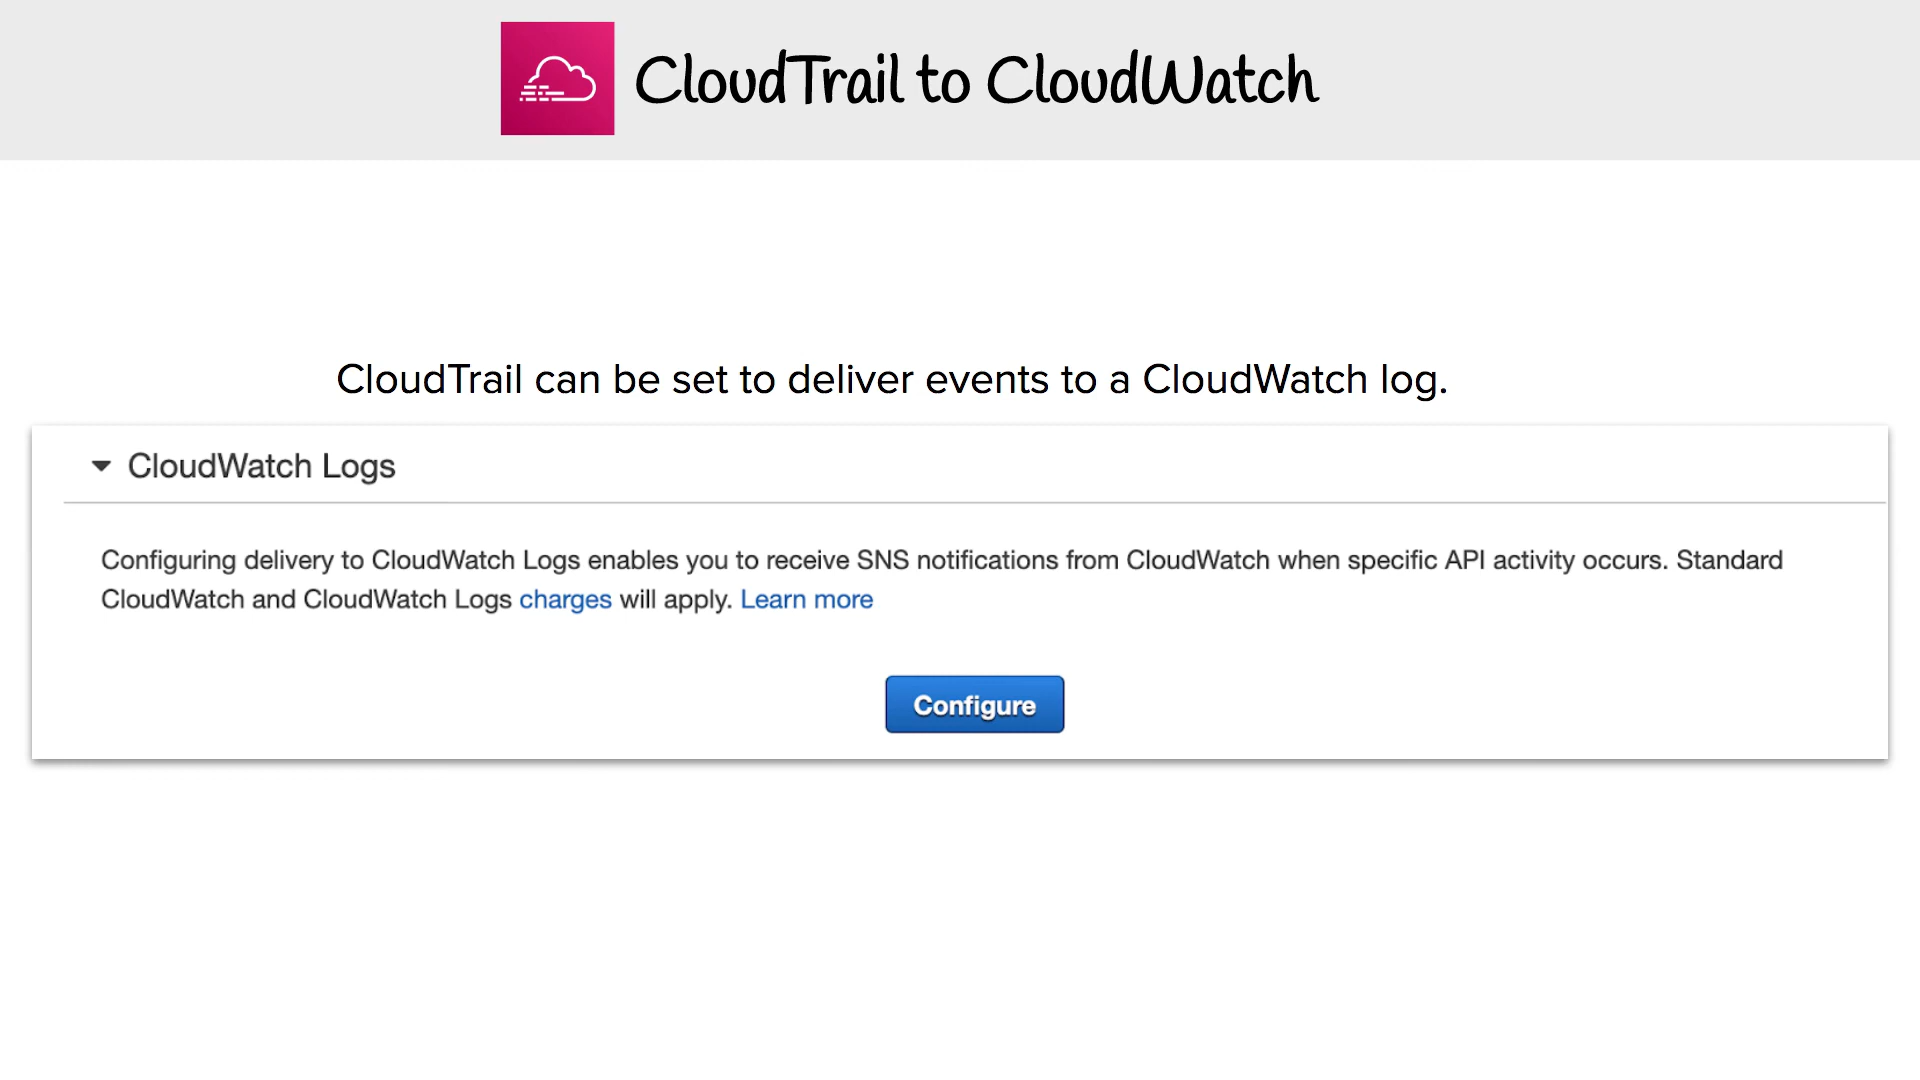 CloudTrail to CloudWatch
CloudTrail can be set to deliver events to a CloudWatch log.
CloudWatch Logs
Configuring delivery to CloudWatch Logs enables you to receive SNS notifications from CloudWatch when specific API activity occurs. Standard
CloudWatch and CloudWatch Logs charges will apply. Learn more
Configure